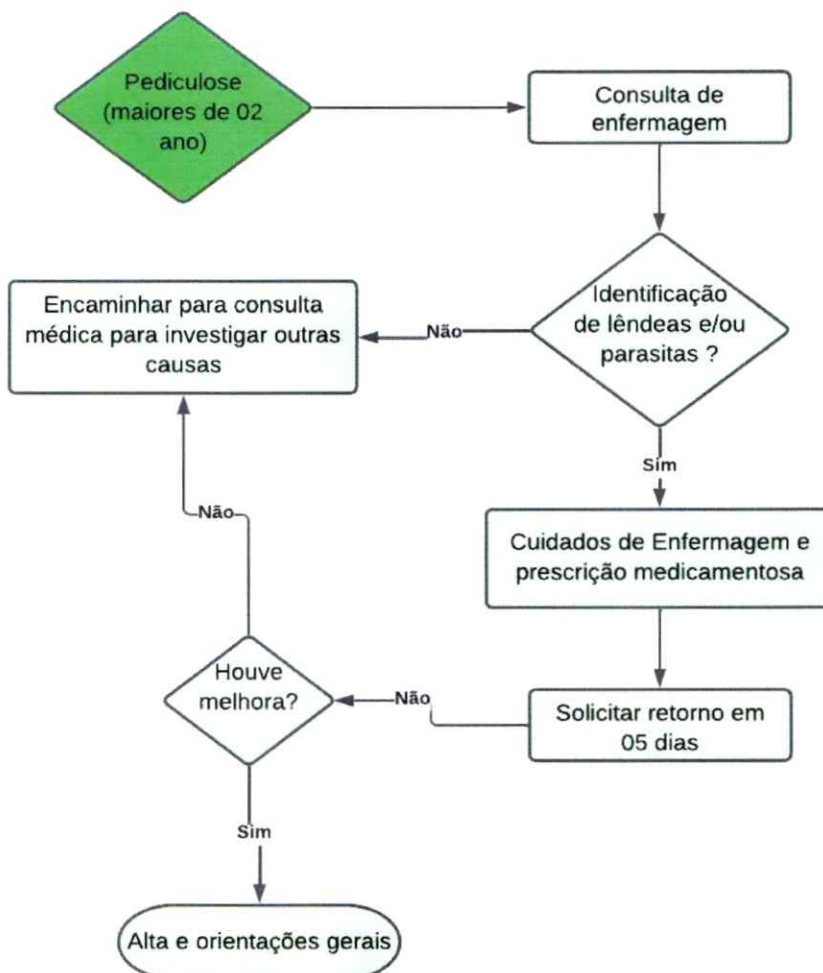 Pediculose
(maiores de 02
ano)
Consulta de
enfermagem
Identificação
de lêndeas e/ou
parasitas ?
Não
Encaminhar para consulta
médica para investigar outras
causas
Sim
Cuidados de Enfermagem e
prescrição medicamentosa
Solicitar retorno em
05 dias
Não
Houve
melhora?
Não
Sim
Alta e orientações gerais